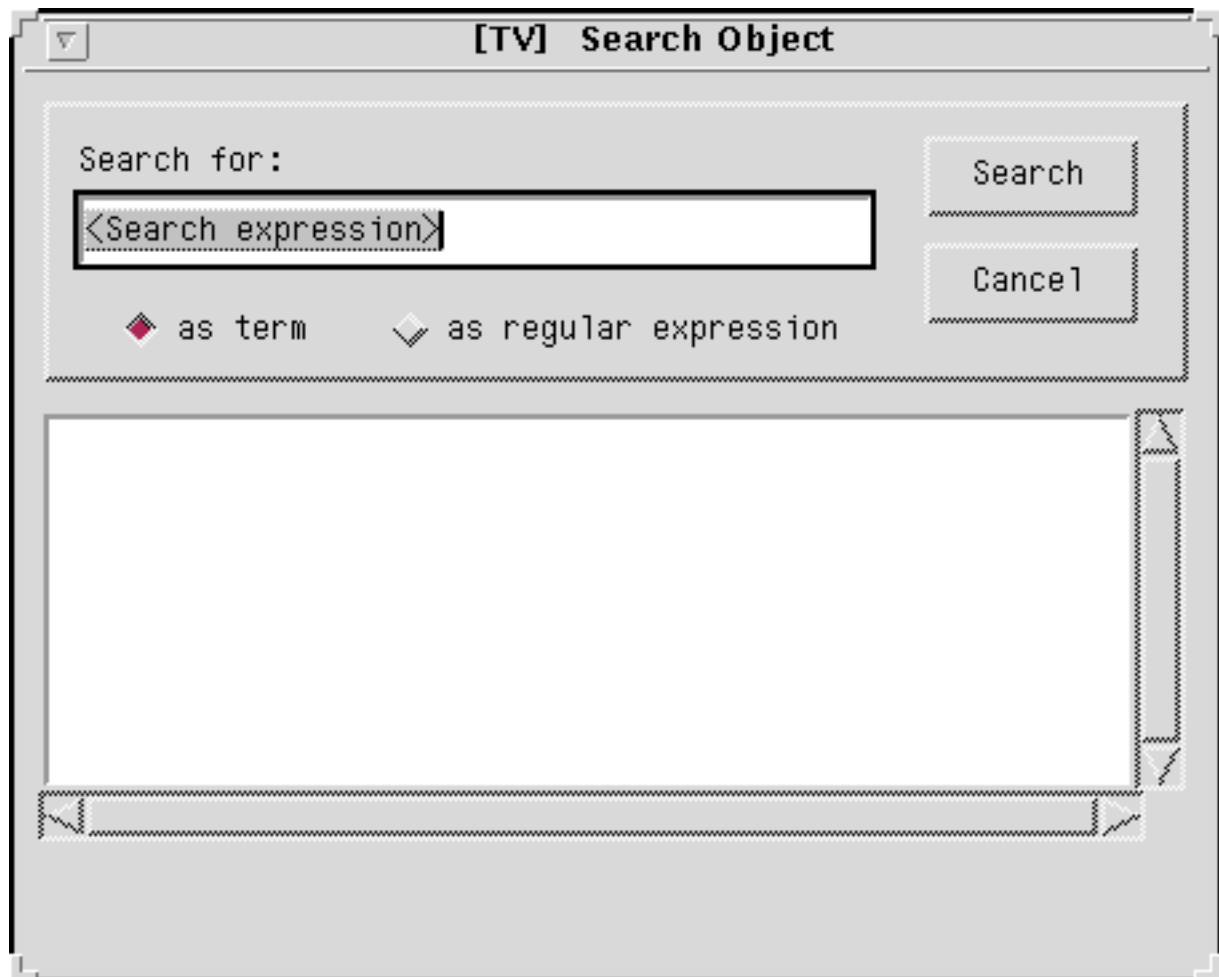 [TV] Search Object
Search for:
Search
<Search expression>
Cancel
as term as regular expression